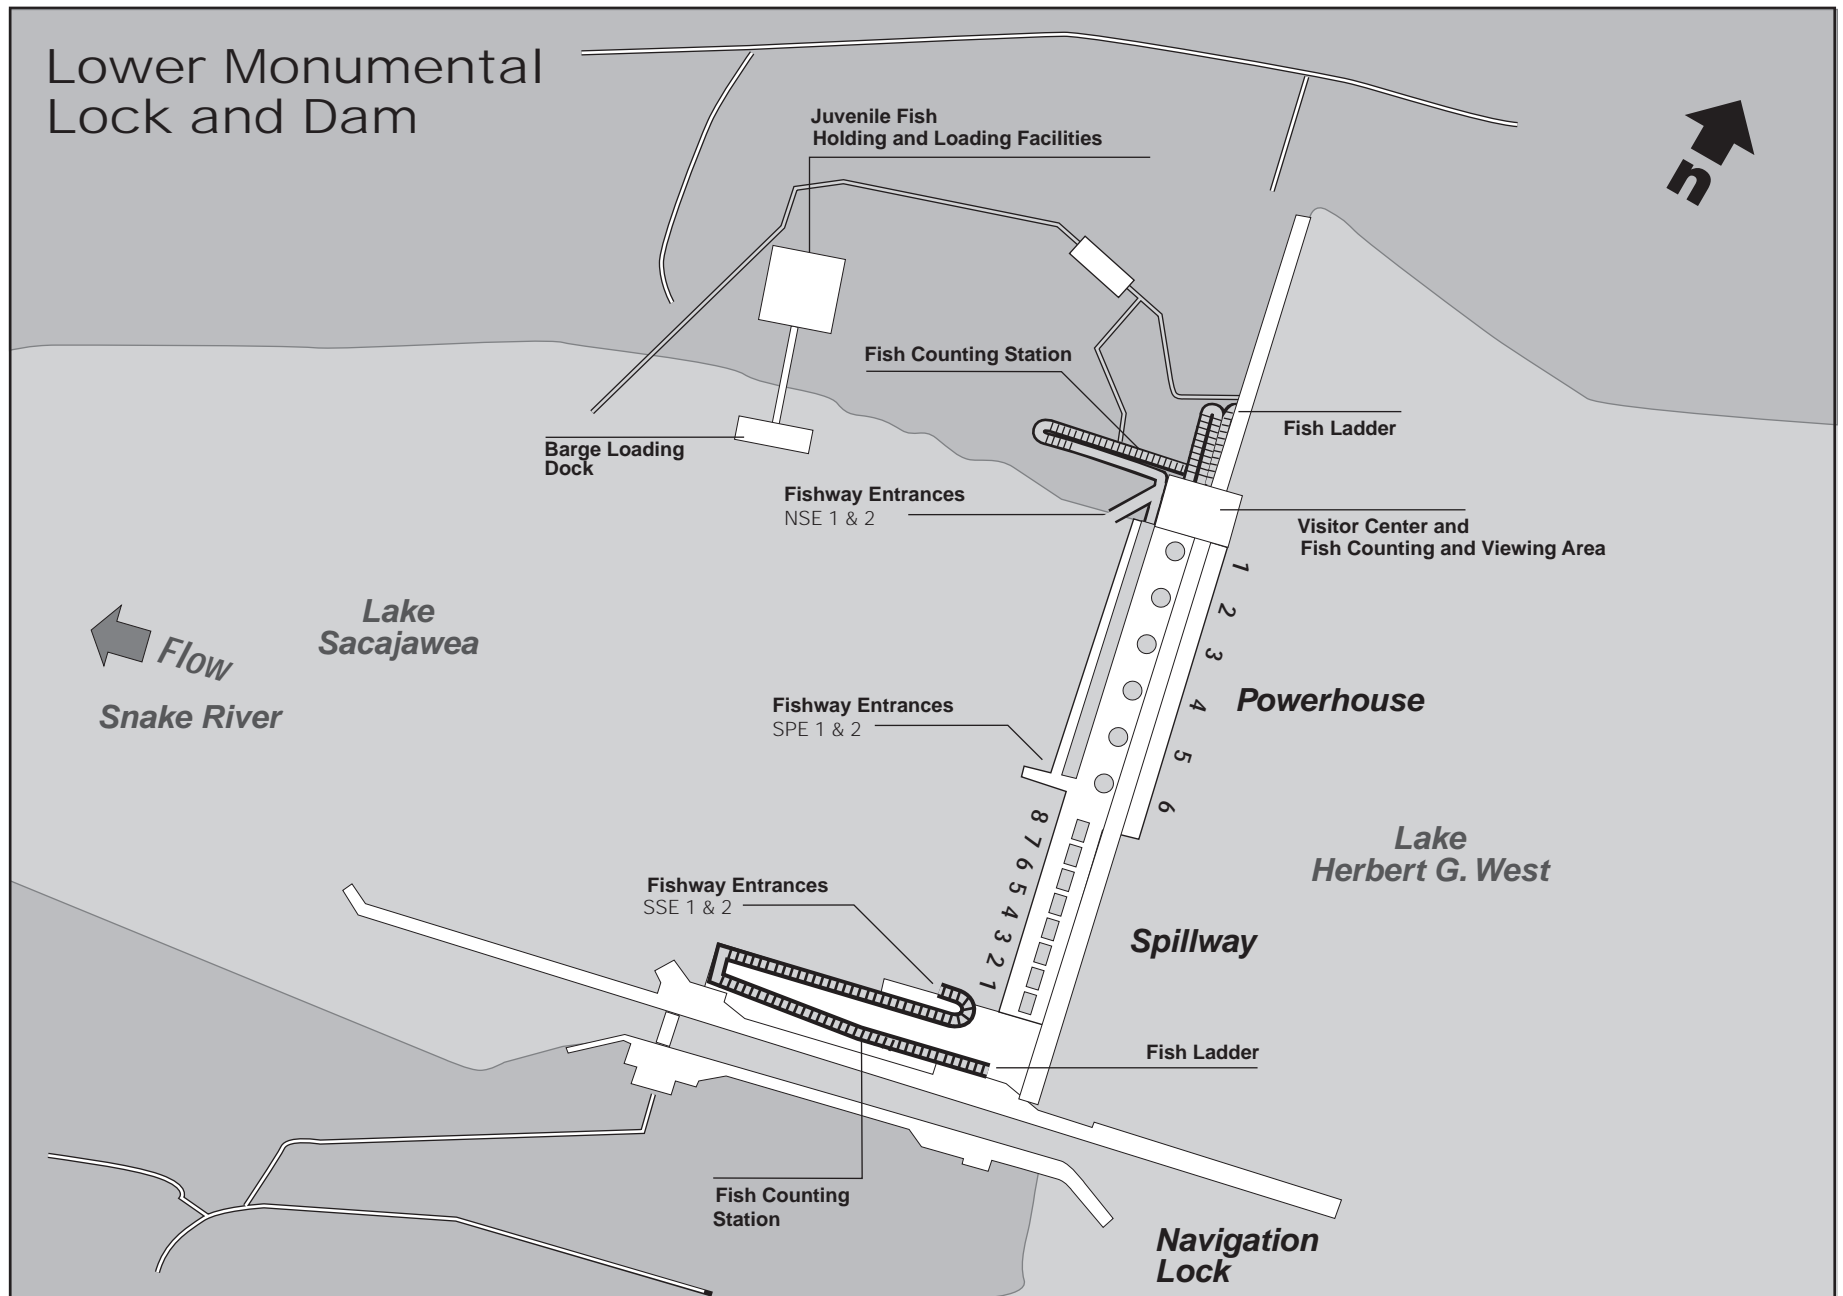 Lower Monumental
Lock and Dam
Juvenile Fish
Holding and Loading Facilities
n
Fish Counting Station
Fish Ladder
Barge Loading
Dock
Fishway Entrances
NSE 1 & 2
Visitor Center and
Fish Counting and Viewing Area
1
2
3
4
5
6
Lake
Sacajawea
Flow
Snake River
Powerhouse
Fishway Entrances
SPE 1 & 2
8
7
6
5
4
3
2
1
Lake
Herbert G. West
Fishway Entrances
SSE 1 & 2
Spillway
Fish Ladder
Fish Counting
Station
Navigation
Lock